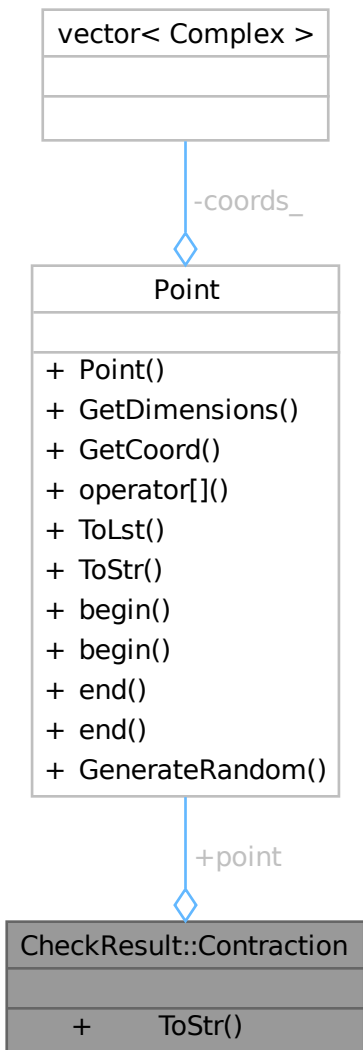 vector< Complex >
-coords_
Point
+ Point()
+ GetDimensions()
+ GetCoord()
+ operator[]()
+ ToLst()
+ ToStr()
+ begin()
+ begin()
+ end()
+ end()
+ GenerateRandom()
+point
CheckResult::Contraction
+ ToStr()